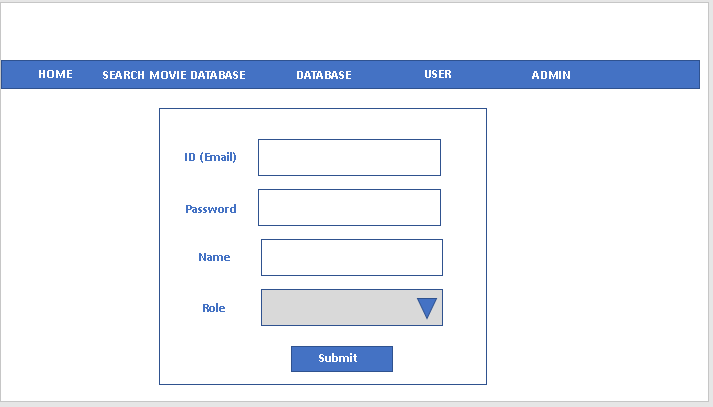 HOME SEARCH MOVIE DATABASE DATABASE USER ADMIN
ID (Email)
Password
Name
Role
Submit